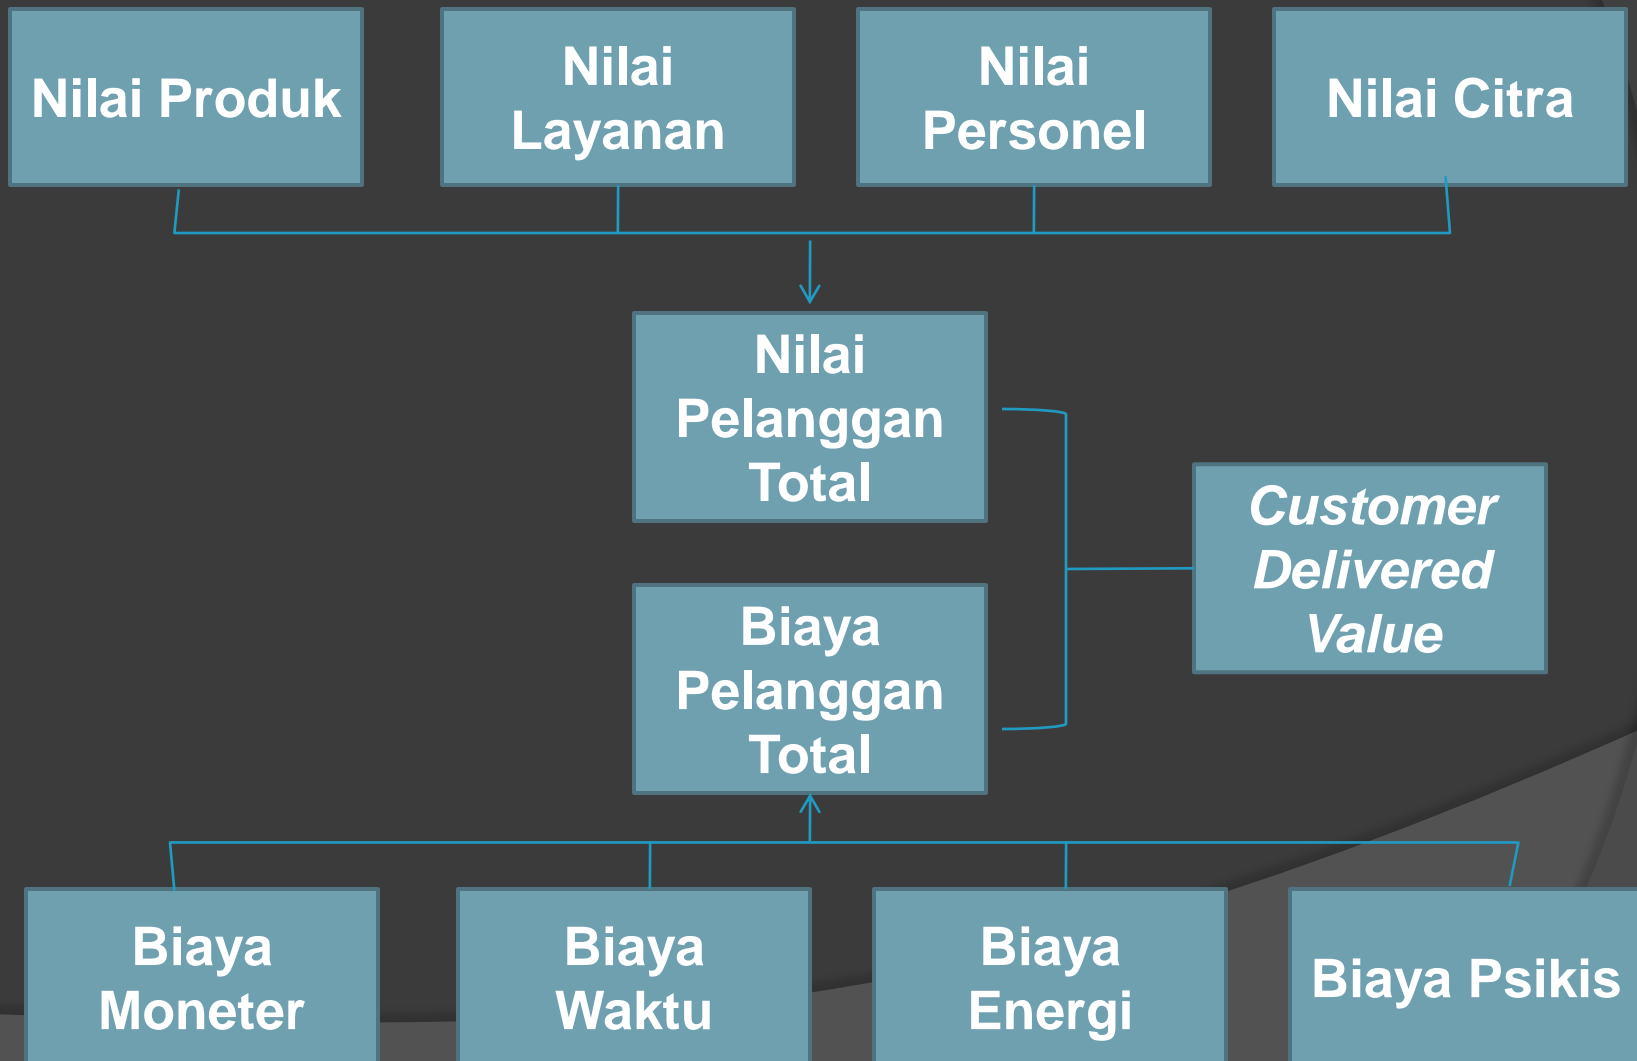 Nilai Produk
Nilai
Layanan
Nilai
Personel
Nilai Citra
Nilai
Pelanggan
Total
Customer
Delivered
Value
Biaya
Pelanggan
Total
Biaya
Moneter
Biaya
Waktu
Biaya
Energi
Biaya Psikis